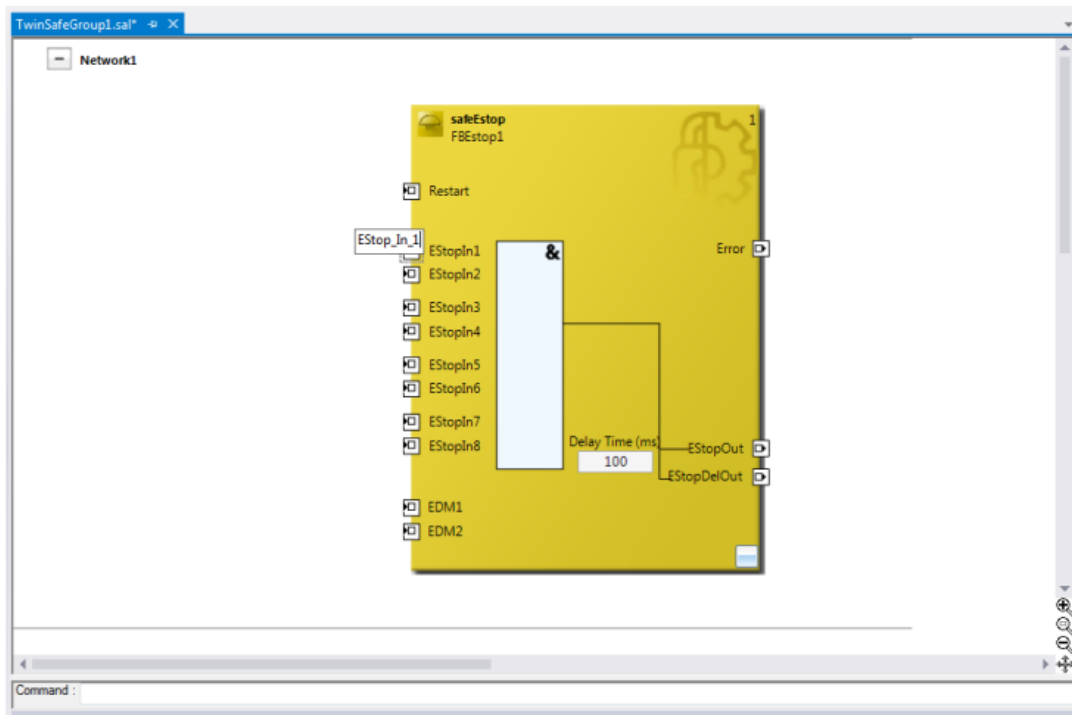 TwinSafeGroup1.sal*
Network1
safeEstop
FBEstop1
1
Restart
EStop_In_1
EStopIn1
&
Error
EStopIn2
EStopIn3
EStopIn4
EStopIn5
EStopIn6
EStopIn7
EStopIn8
Delay Time (ms)
100
EStopOut
EStopDelOut
EDM1
EDM2
Command :